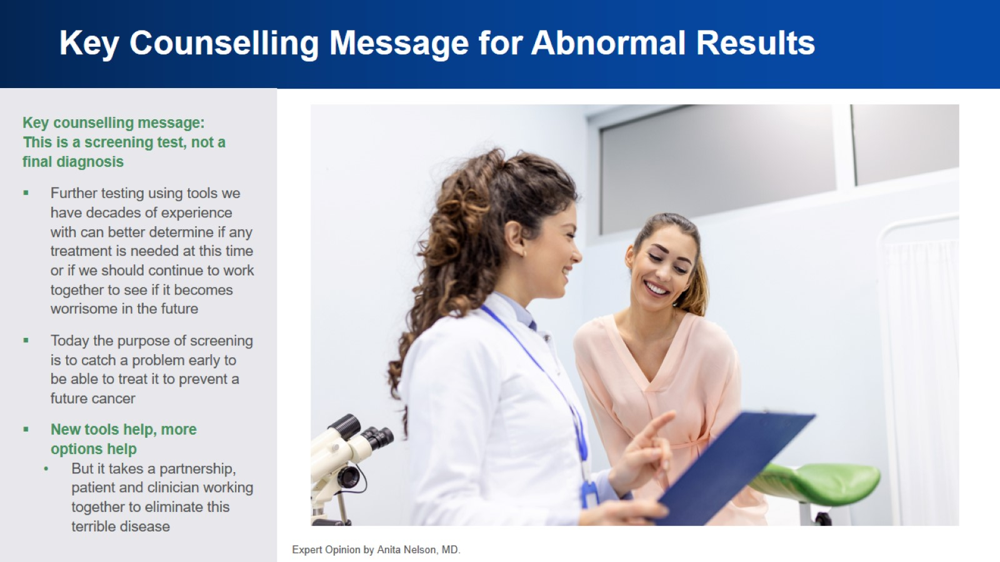 Key Counselling Message for Abnormal Results
Key counselling message:
This is a screening test, not a
final diagnosis
▪ Further testing using tools we
have decades of experience
with can better determine if any
treatment is needed at this time
or if we should continue to work
together to see if it becomes
worrisome in the future
▪ Today the purpose of screening
is to catch a problem early to
be able to treat it to prevent a
future cancer
▪ New tools help, more
options help
• But it takes a partnership,
patient and clinician working
together to eliminate this
terrible disease
Expert Opinion by Anita Nelson, MD.